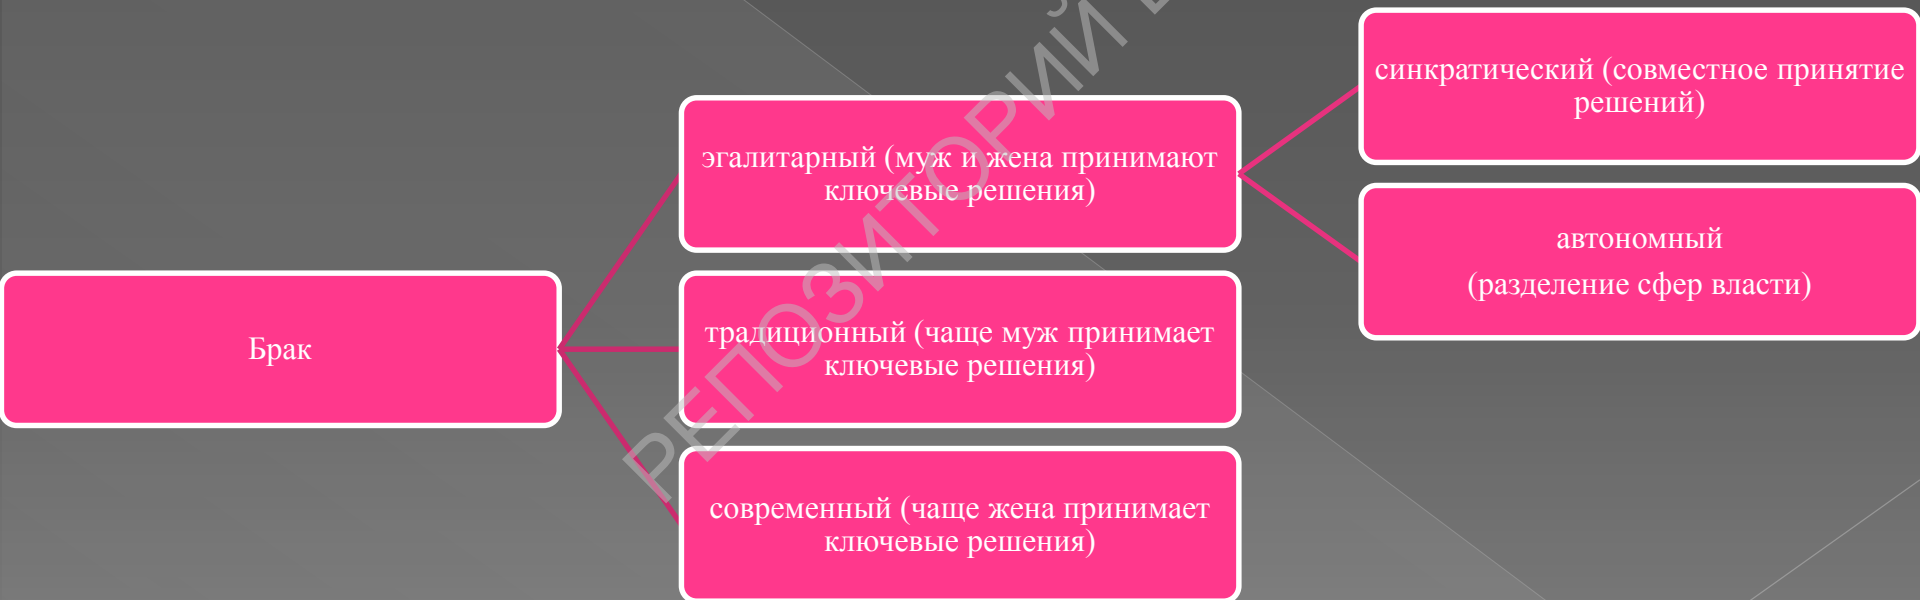 Брак
эгалитарный (муж и жена принимают
ключевые решения)
традиционный (чаще муж принимает
ключевые решения)
современный (чаще жена принимает
ключевые решения)
синкратический (совместное принятие
решений)
автономный
(разделение сфер власти)
РЕПОЗИТОРИЙ